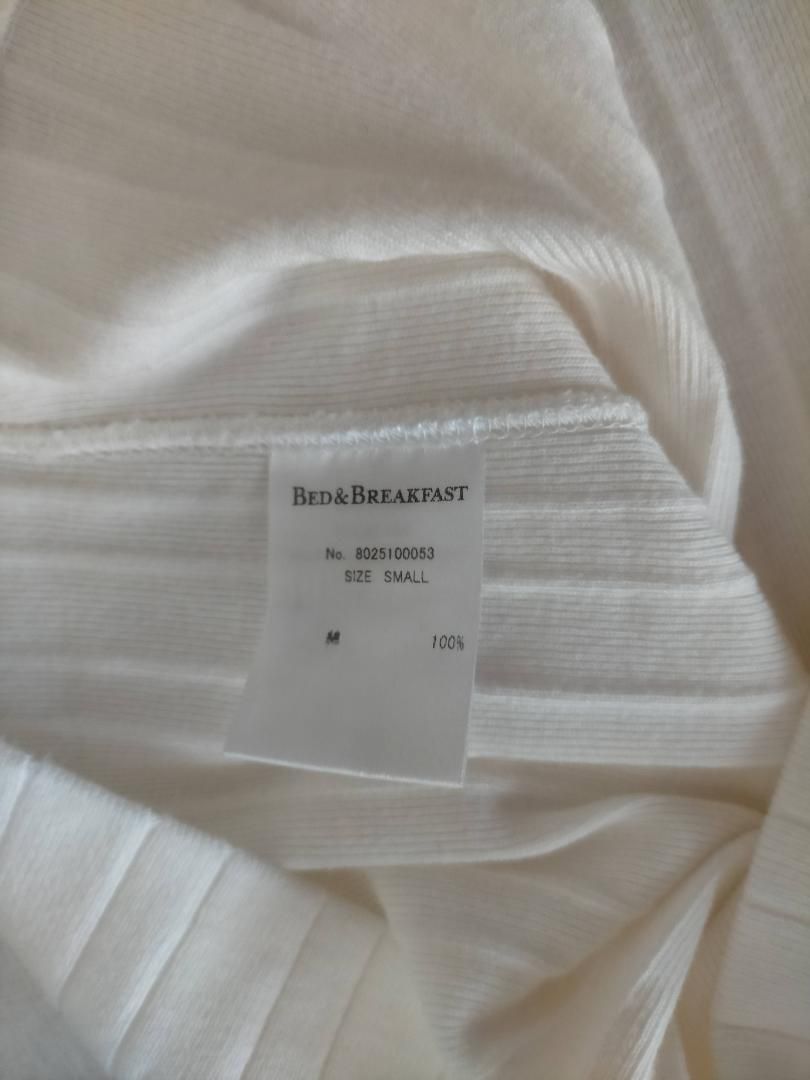 BED&BREAKFAST
No. 8025100053
SIZE SMALL
100%